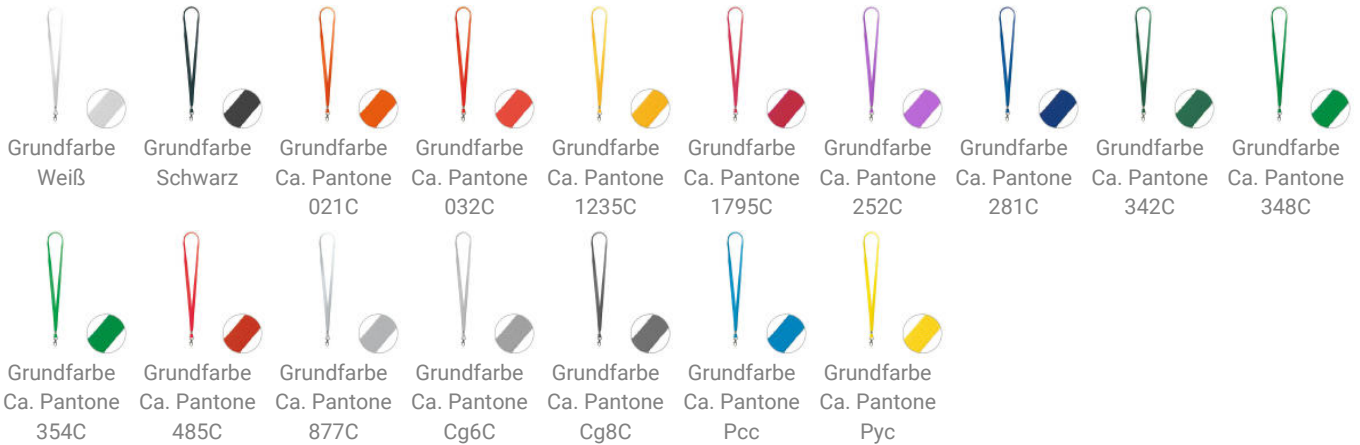 Grundfarbe
Weiß
Grundfarbe
Schwarz
Grundfarbe
Ca. Pantone
021C
Grundfarbe
Ca. Pantone
032C
Grundfarbe
Ca. Pantone
1235C
Grundfarbe
Ca. Pantone
1795C
Grundfarbe
Ca. Pantone
252C
Grundfarbe
Ca. Pantone
281C
Grundfarbe
Ca. Pantone
342C
Grundfarbe
Ca. Pantone
348C
Grundfarbe
Ca. Pantone
354C
Grundfarbe
Ca. Pantone
485C
Grundfarbe
Ca. Pantone
877C
Grundfarbe
Ca. Pantone
Cg6C
Grundfarbe
Ca. Pantone
Cg8C
Grundfarbe
Ca. Pantone
Pcc
Grundfarbe
Ca. Pantone
Pyc